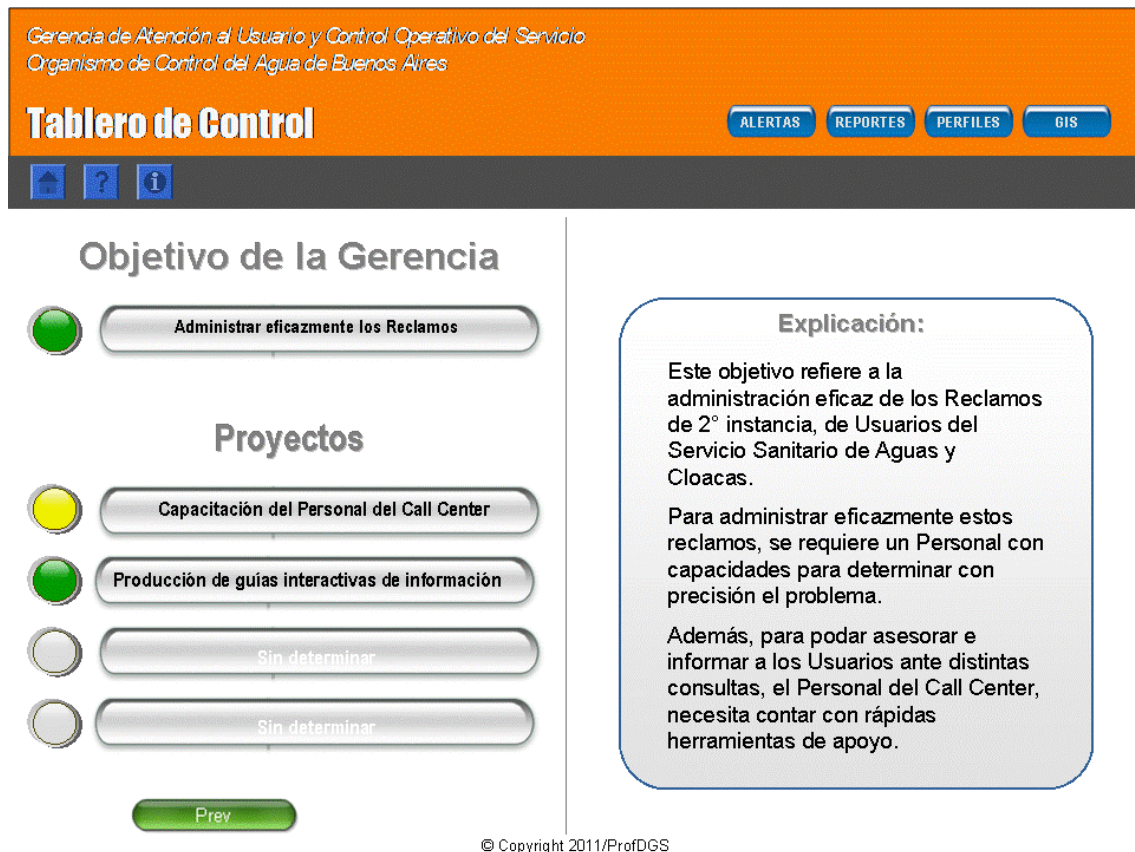 Gerencia de Atención al Usuario y Control Operativo del Servicio
Organismo de Control del Agua de Buenos Aires
Tablero de Control
ALERTAS
REPORTES
PERFILES
GIS
?
i
Objetivo de la Gerencia
Administrar eficazmente los Reclamos
Proyectos
Capacitación del Personal del Call Center
Producción de guías interactivas de información
Sin determinar
Sin determinar
Prev
Explicación:
Este objetivo refiere a la
administración eficaz de los Reclamos
de 2° instancia, de Usuarios del
Servicio Sanitario de Aguas y
Cloacas.
Para administrar eficazmente estos
reclamos, se requiere un Personal con
capacidades para determinar con
precisión el problema.
Además, para podar asesorar e
informar a los Usuarios ante distintas
consultas, el Personal del Call Center,
necesita contar con rápidas
herramientas de apoyo.
© Copyright 2011/ProfDGS